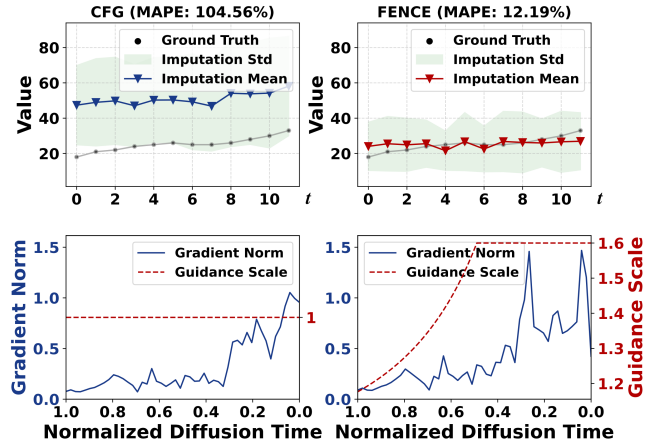 CFG (MAPE: 104.56%)
Value
80
60
40
20
Ground Truth
Imputation Std
Imputation Mean
0 2 4 6 8 10 t
FENCE (MAPE: 12.19%)
Value
80
60
40
20
Ground Truth
Imputation Std
Imputation Mean
0 2 4 6 8 10 t
Gradient Norm
1.5
1.0
0.5
0.0
Gradient Norm
Guidance Scale
1
1.0 0.8 0.6 0.4 0.2 0.0
Normalized Diffusion Time
1.5
1.0
0.5
0.0
Gradient Norm
Guidance Scale
1.6
1.5
1.4
1.3
1.2
Guidance Scale
1.0 0.8 0.6 0.4 0.2 0.0
Normalized Diffusion Time